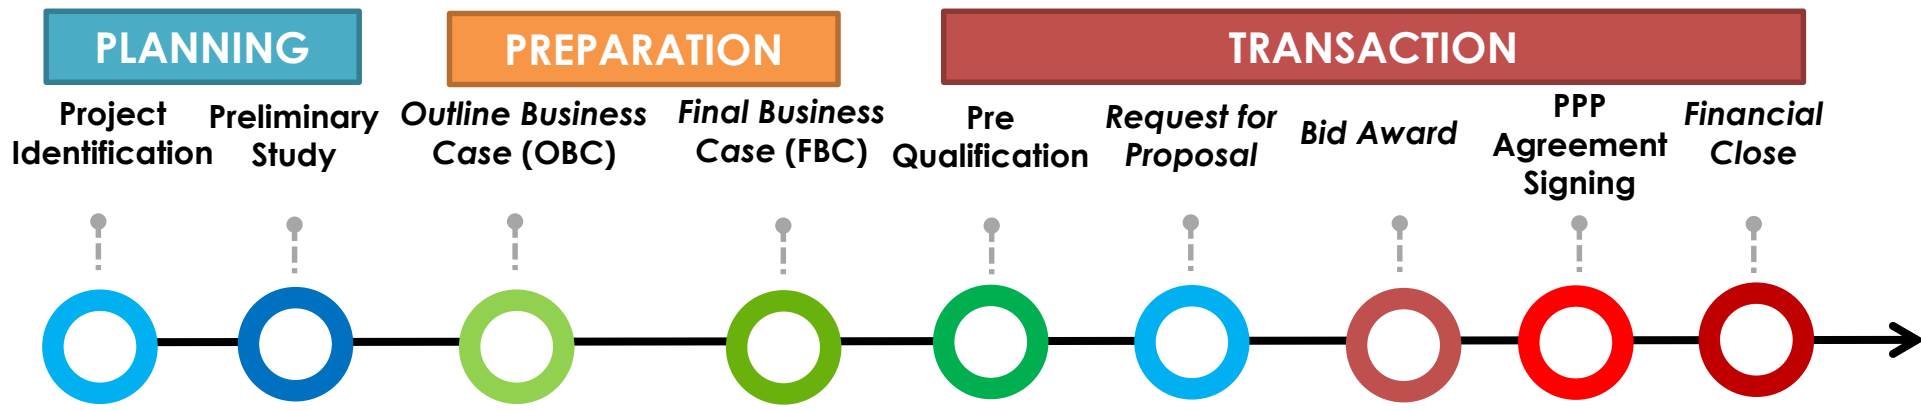 PLANNING
PREPARATION
TRANSACTION
Project
Identification
Preliminary
Study
Outline Business
Case (OBC)
Final Business
Case (FBC)
Pre
Qualification
Request for
Proposal
Bid Award
PPP
Agreement
Signing
Financial
Close